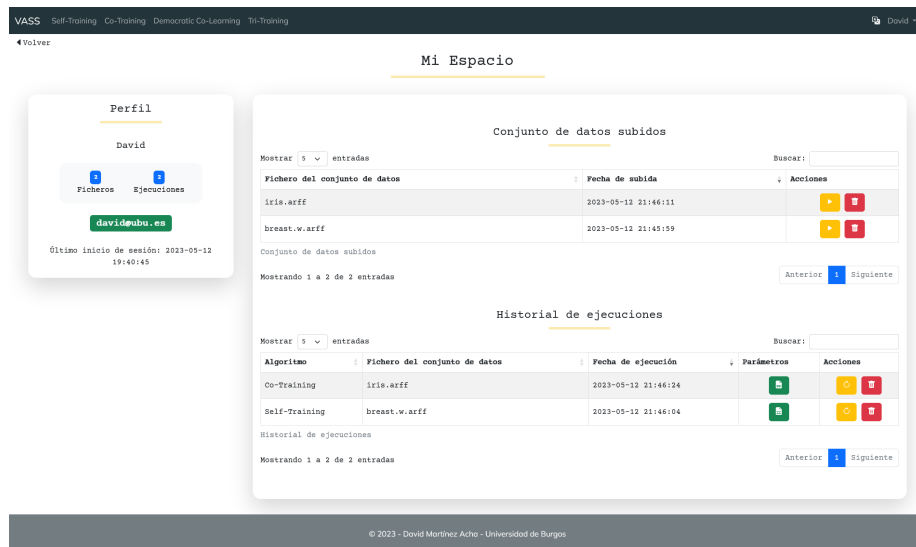 VASS Self-Training Co-Training Democratic Co-Learning Tri-Training David
Volver
Mi Espacio
Perfil
David
2 2
Ficheros Ejecuciones
david@ubu.es
Último inicio de sesión: 2023-05-12
19:40:45
Conjunto de datos subidos
Mostrar 5 entradas Buscar:
Fichero del conjunto de datos Fecha de subida Acciones
iris.arff 2023-05-12 21:46:11
breast.w.arff 2023-05-12 21:45:59
Conjunto de datos subidos
Mostrando 1 a 2 de 2 entradas Anterior 1 Siguiente
Historial de ejecuciones
Mostrar 5 entradas Buscar:
Algoritmo Fichero del conjunto de datos Fecha de ejecución Parámetros Acciones
Co-Training iris.arff 2023-05-12 21:46:24
Self-Training breast.w.arff 2023-05-12 21:46:04
Historial de ejecuciones
Mostrando 1 a 2 de 2 entradas Anterior 1 Siguiente
© 2023 - David Martínez Acha - Universidad de Burgos